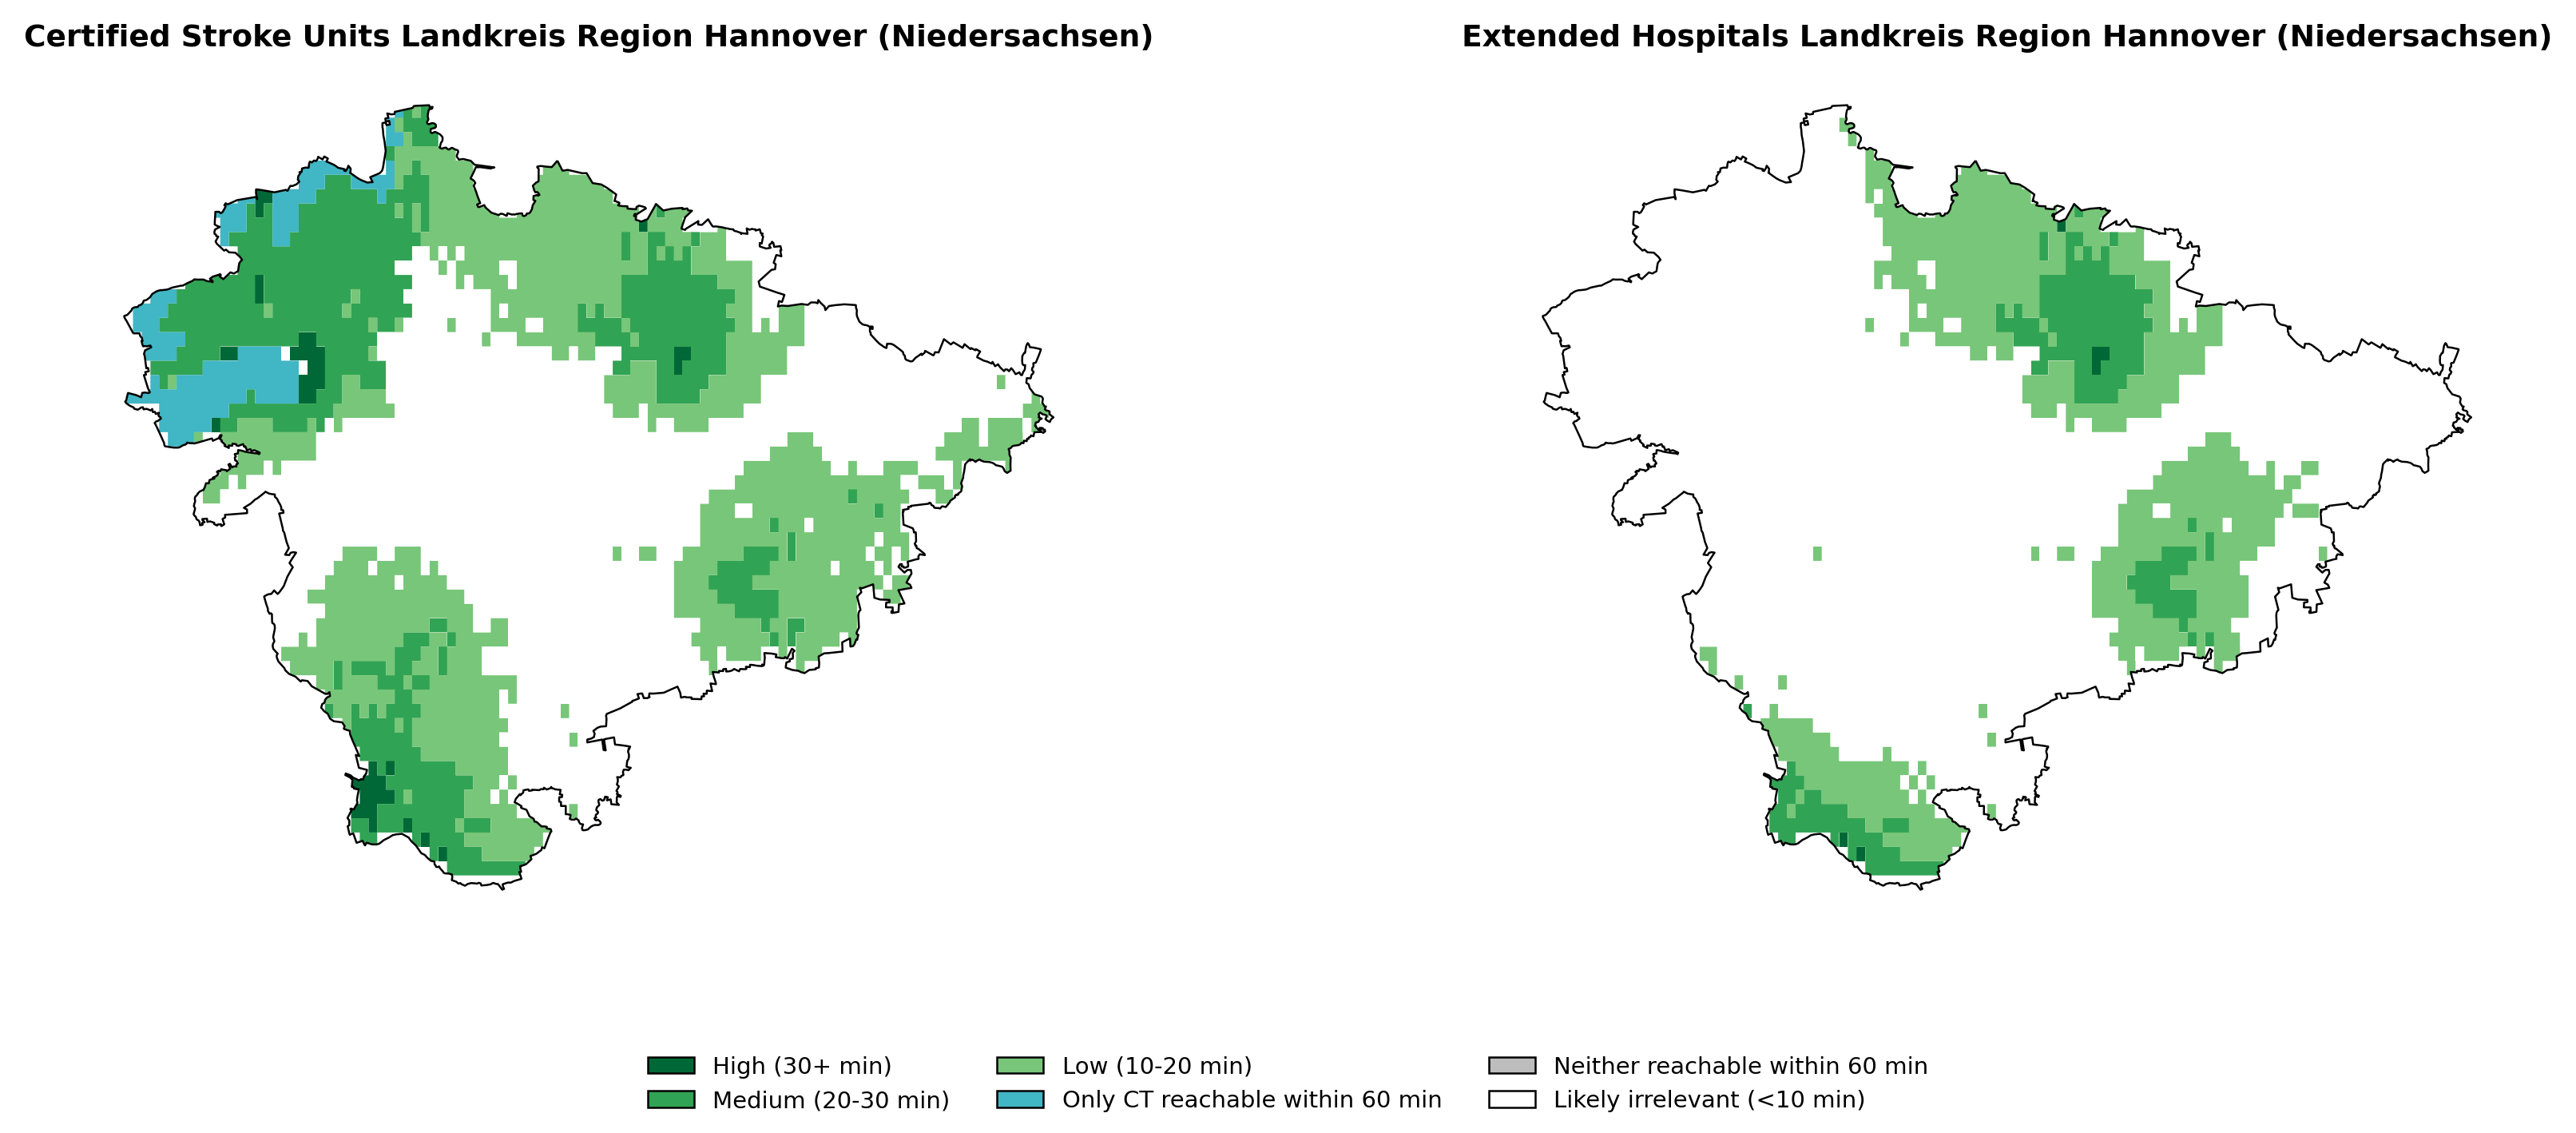 Certified Stroke Units Landkreis Region Hannover (Niedersachsen)
Extended Hospitals Landkreis Region Hannover (Niedersachsen)
High (30+ min)
Medium (20-30 min)
Low (10-20 min)
Only CT reachable within 60 min
Neither reachable within 60 min
Likely irrelevant (<10 min)